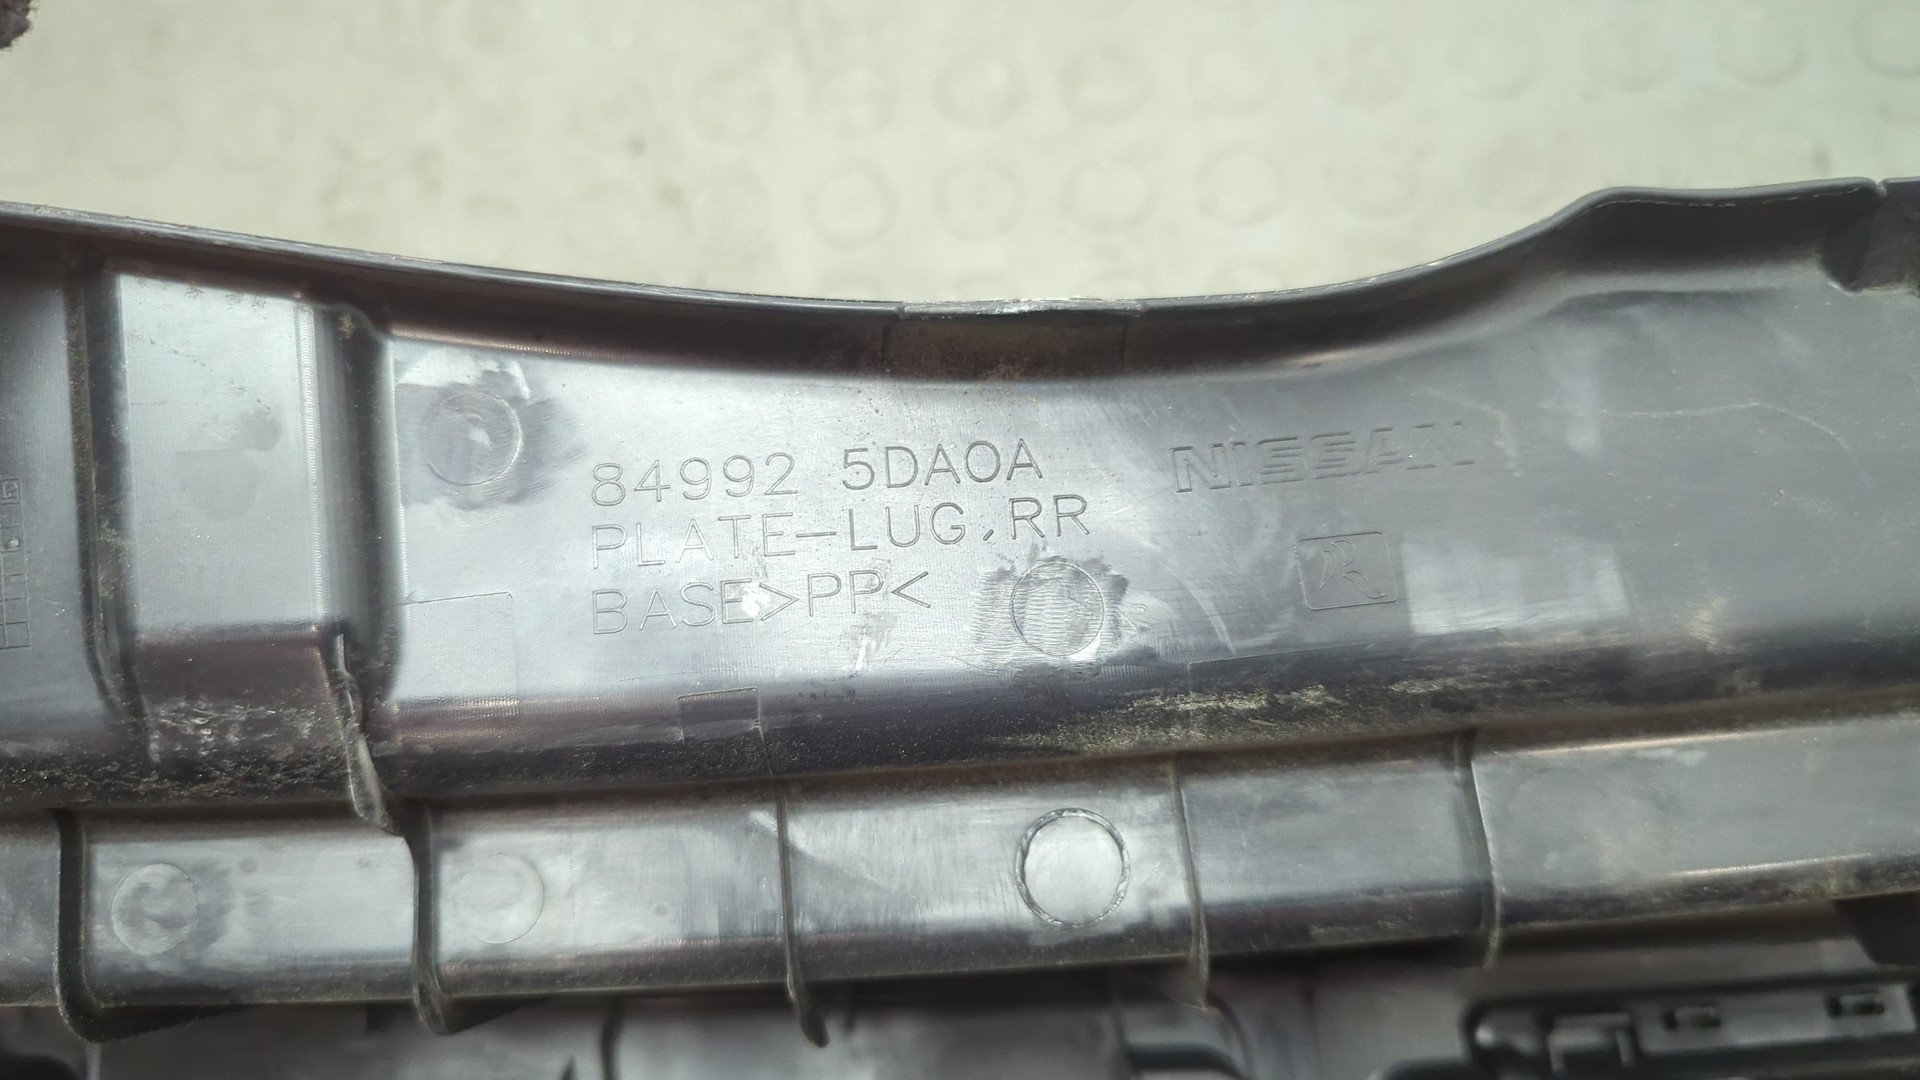 84992 5DA0A
NISSAN
PLATE-LUG,RR
BASE>PP<
R